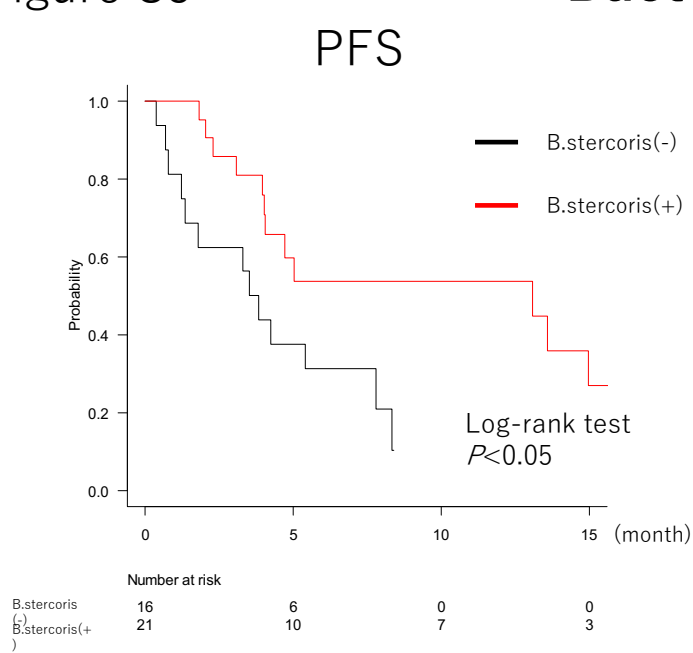 PFS
1.0
0.8
0.6
0.4
0.2
0.0
Probability
B.stercoris(-)
B.stercoris(+)
Log-rank test
P<0.05
0 5 10 15 (month)
Number at risk
B.stercoris
(-)
16 6 0 0
B.stercoris(+
)
21 10 7 3